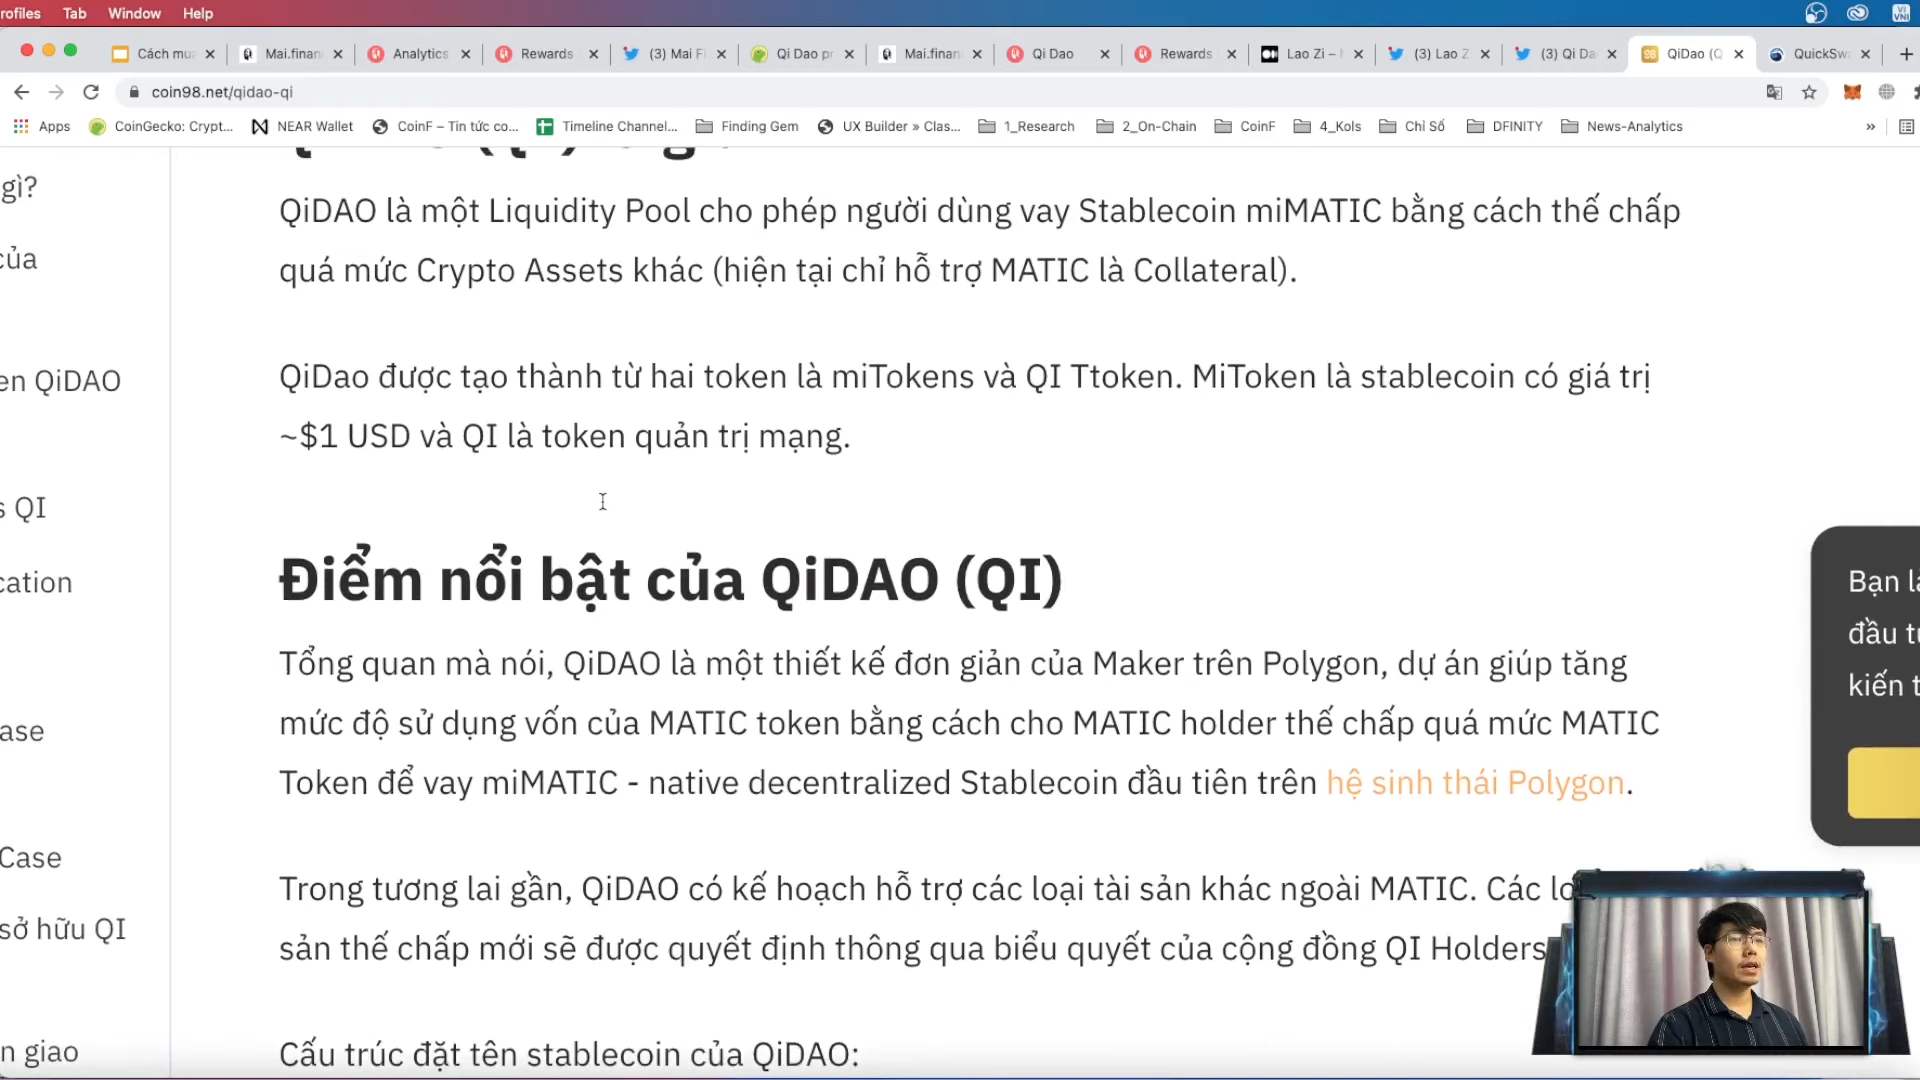 rofiles Tab Window Help
Cách mu Mai.finan Analytics Rewards (3) Mai F Qi Dao pr Mai.finan Qi Dao Rewards Lao Zi – (3) Lao Z (3) Qi Da QiDao (Q QuickSw
coin98.net/qidao-qi
Apps CoinGecko: Crypt... NEAR Wallet CoinF – Tin tức co... Timeline Channel... Finding Gem UX Builder » Clas... 1_Research 2_On-Chain CoinF 4_Kols Chỉ Số DFINITY News-Analytics »
gì?
của
en QiDAO
s QI
cation
ase
Case
sở hữu QI
n giao
QiDAO là một Liquidity Pool cho phép người dùng vay Stablecoin miMATIC bằng cách thế chấp
quá mức Crypto Assets khác (hiện tại chỉ hỗ trợ MATIC là Collateral).
QiDao được tạo thành từ hai token là miTokens và QI Ttoken. MiToken là stablecoin có giá trị
~$1 USD và QI là token quản trị mạng.
Điểm nổi bật của QiDAO (QI)
Tổng quan mà nói, QiDAO là một thiết kế đơn giản của Maker trên Polygon, dự án giúp tăng
mức độ sử dụng vốn của MATIC token bằng cách cho MATIC holder thế chấp quá mức MATIC
Token để vay miMATIC - native decentralized Stablecoin đầu tiên trên hệ sinh thái Polygon.
Trong tương lai gần, QiDAO có kế hoạch hỗ trợ các loại tài sản khác ngoài MATIC. Các lo
sản thế chấp mới sẽ được quyết định thông qua biểu quyết của cộng đồng QI Holders
Cấu trúc đặt tên stablecoin của QiDAO:
Bạn là
đầu tư
kiến t
VI
VNI